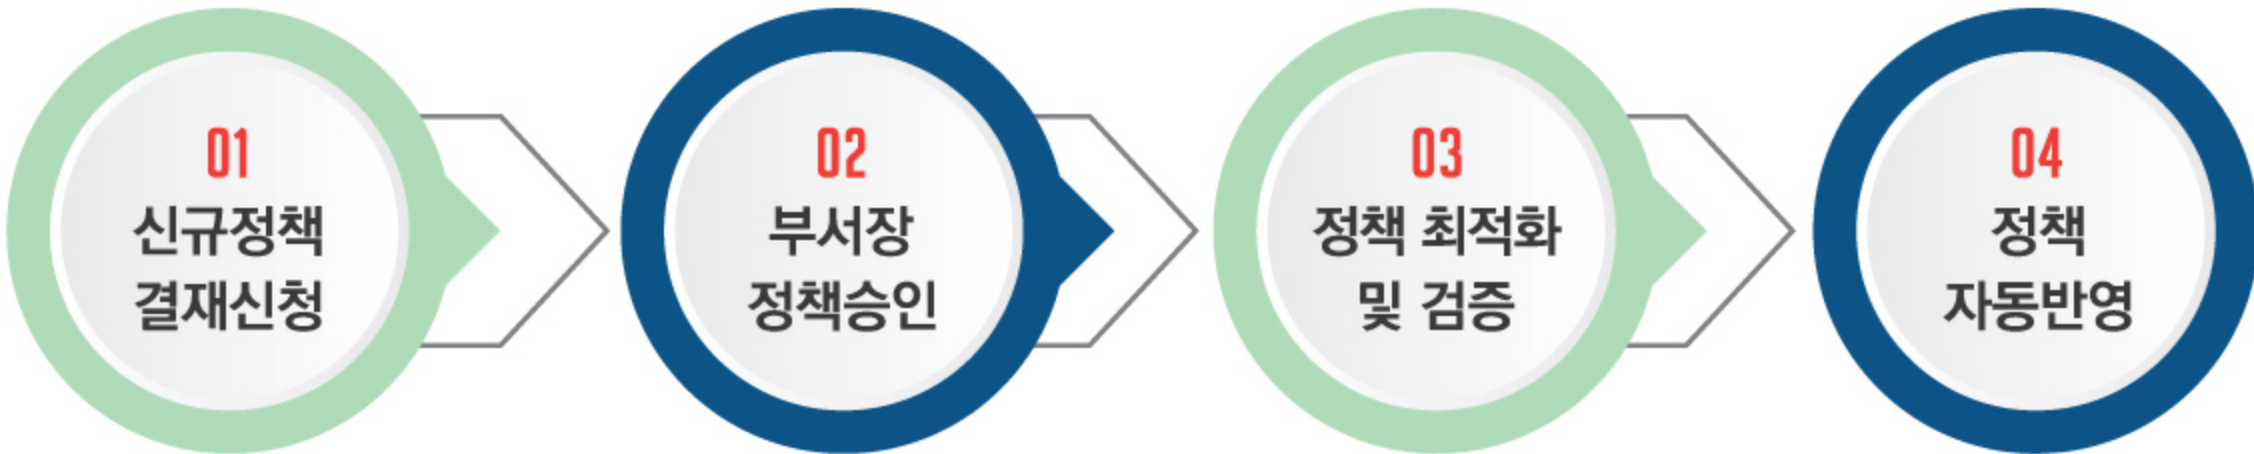 01
신규정책
결재신청
02
부서장
정책승인
03
정책 최적화
및 검증
04
정책
자동반영